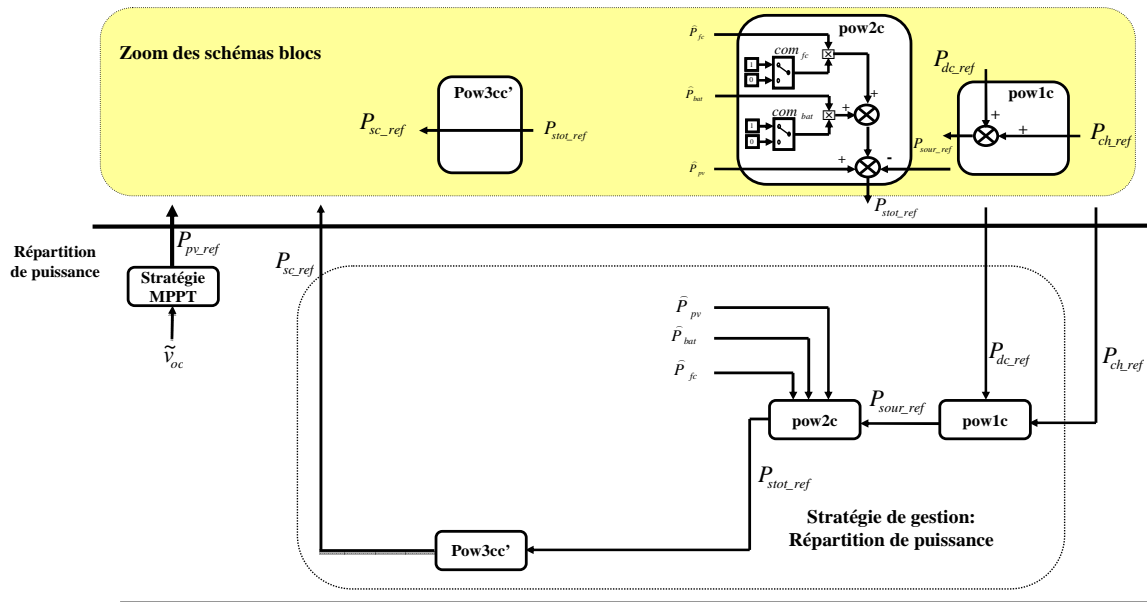 pow2c
P̂_fc
Zoom des schémas blocs
com_fc
1
0
P_dc_ref
Pow3cc'
P̂_bat
pow1c
com_bat
+
+
+
P_sc_ref
P_stot_ref
1
0
+
P_sour_ref
P_ch_ref
P̂_pv
+
-
P_stot_ref
Répartition
de puissance
P_pv_ref
P_sc_ref
Stratégie
MPPT
P̂_pv
ṽ_oc
P̂_bat
P_dc_ref
P_ch_ref
P̂_fc
P_sour_ref
pow2c
pow1c
P_stot_ref
Stratégie de gestion:
Répartition de puissance
Pow3cc'